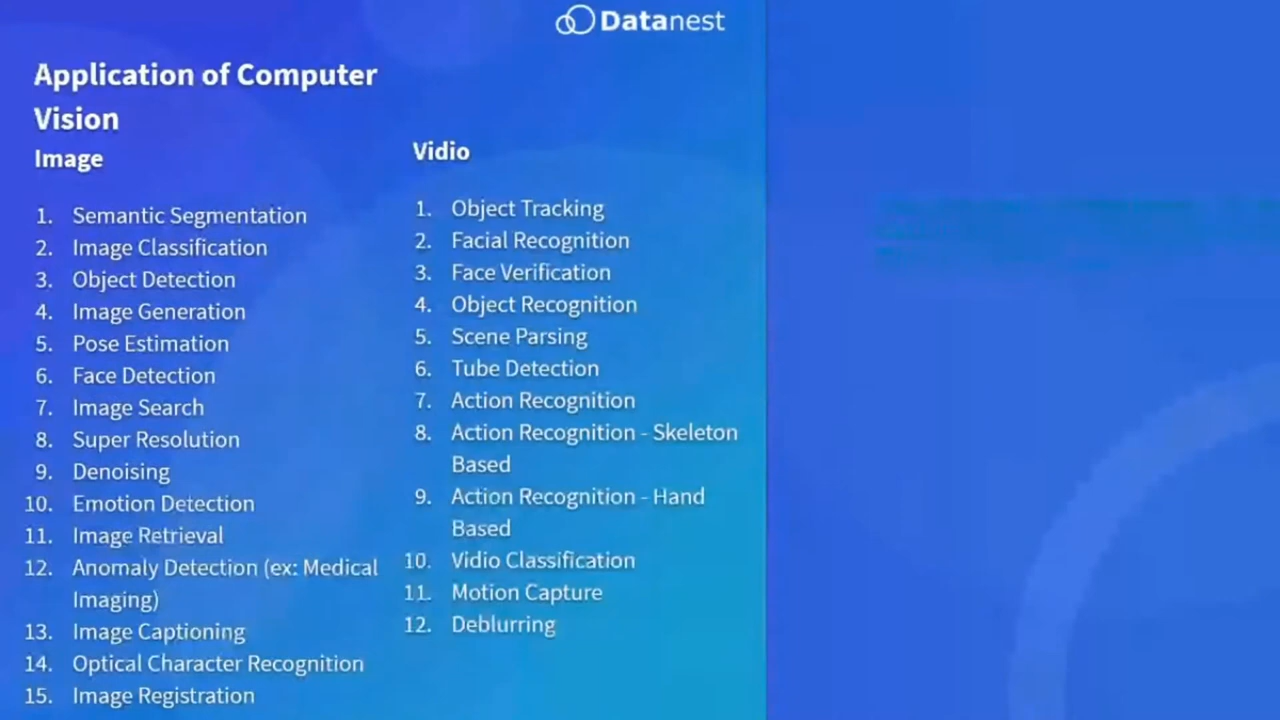 Datanest
Application of Computer
Vision
Image
1. Semantic Segmentation
2. Image Classification
3. Object Detection
4. Image Generation
5. Pose Estimation
6. Face Detection
7. Image Search
8. Super Resolution
9. Denoising
10. Emotion Detection
11. Image Retrieval
12. Anomaly Detection (ex: Medical
Imaging)
13. Image Captioning
14. Optical Character Recognition
15. Image Registration
Vidio
1. Object Tracking
2. Facial Recognition
3. Face Verification
4. Object Recognition
5. Scene Parsing
6. Tube Detection
7. Action Recognition
8. Action Recognition - Skeleton
Based
9. Action Recognition - Hand
Based
10. Vidio Classification
11. Motion Capture
12. Deblurring